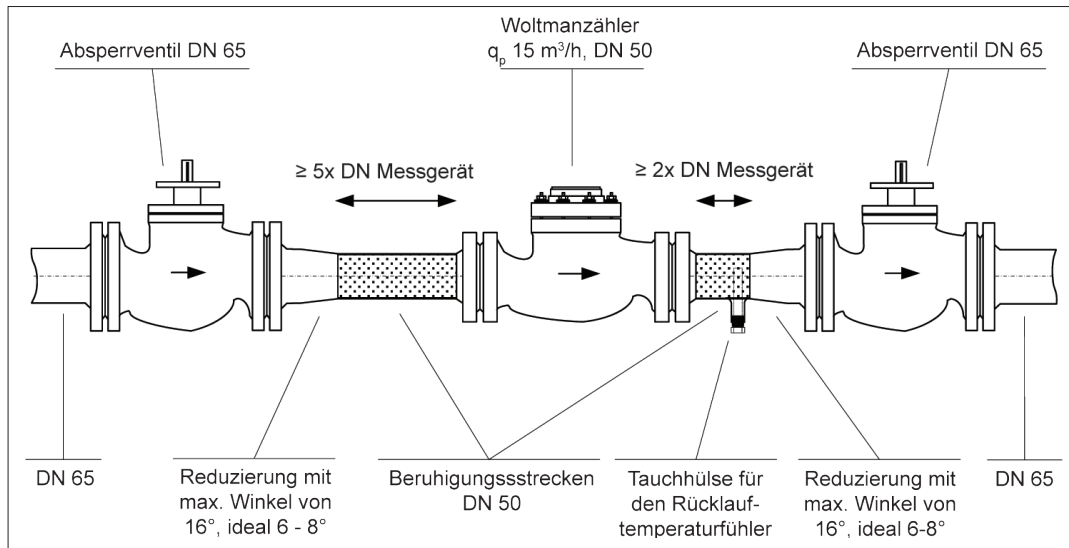 Absperrventil DN 65
Woltmanzähler
qp 15 m³/h, DN 50
Absperrventil DN 65
≥ 5x DN Messgerät
≥ 2x DN Messgerät
DN 65
Reduzierung mit
max. Winkel von
16°, ideal 6 - 8°
Beruhigungssstrecken
DN 50
Tauchhülse für
den Rücklauf-
temperaturfühler
Reduzierung mit
max. Winkel von
16°, ideal 6-8°
DN 65